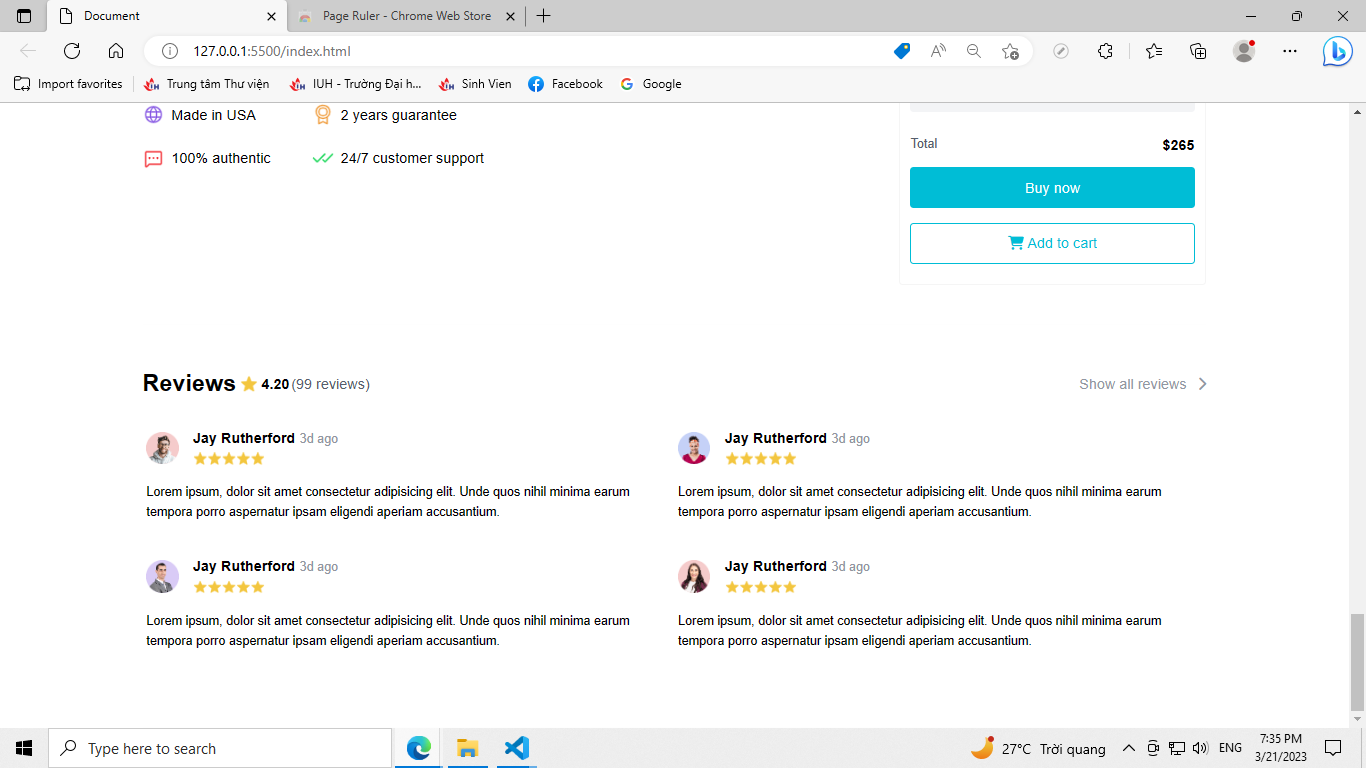 Document
Page Ruler - Chrome Web Store
127.0.0.1:5500/index.html
Import favorites
Trung tâm Thư viện
IUH - Trường Đại h...
Sinh Vien
Facebook
Google
Made in USA
2 years guarantee
100% authentic
24/7 customer support
Total
$265
Buy now
Add to cart
Reviews 4.20 (99 reviews)
Show all reviews
Jay Rutherford 3d ago
Lorem ipsum, dolor sit amet consectetur adipisicing elit. Unde quos nihil minima earum
tempora porro aspernatur ipsam eligendi aperiam accusantium.
Jay Rutherford 3d ago
Lorem ipsum, dolor sit amet consectetur adipisicing elit. Unde quos nihil minima earum
tempora porro aspernatur ipsam eligendi aperiam accusantium.
Jay Rutherford 3d ago
Lorem ipsum, dolor sit amet consectetur adipisicing elit. Unde quos nihil minima earum
tempora porro aspernatur ipsam eligendi aperiam accusantium.
Jay Rutherford 3d ago
Lorem ipsum, dolor sit amet consectetur adipisicing elit. Unde quos nihil minima earum
tempora porro aspernatur ipsam eligendi aperiam accusantium.
Type here to search
27°C Trời quang
ENG
7:35 PM
3/21/2023